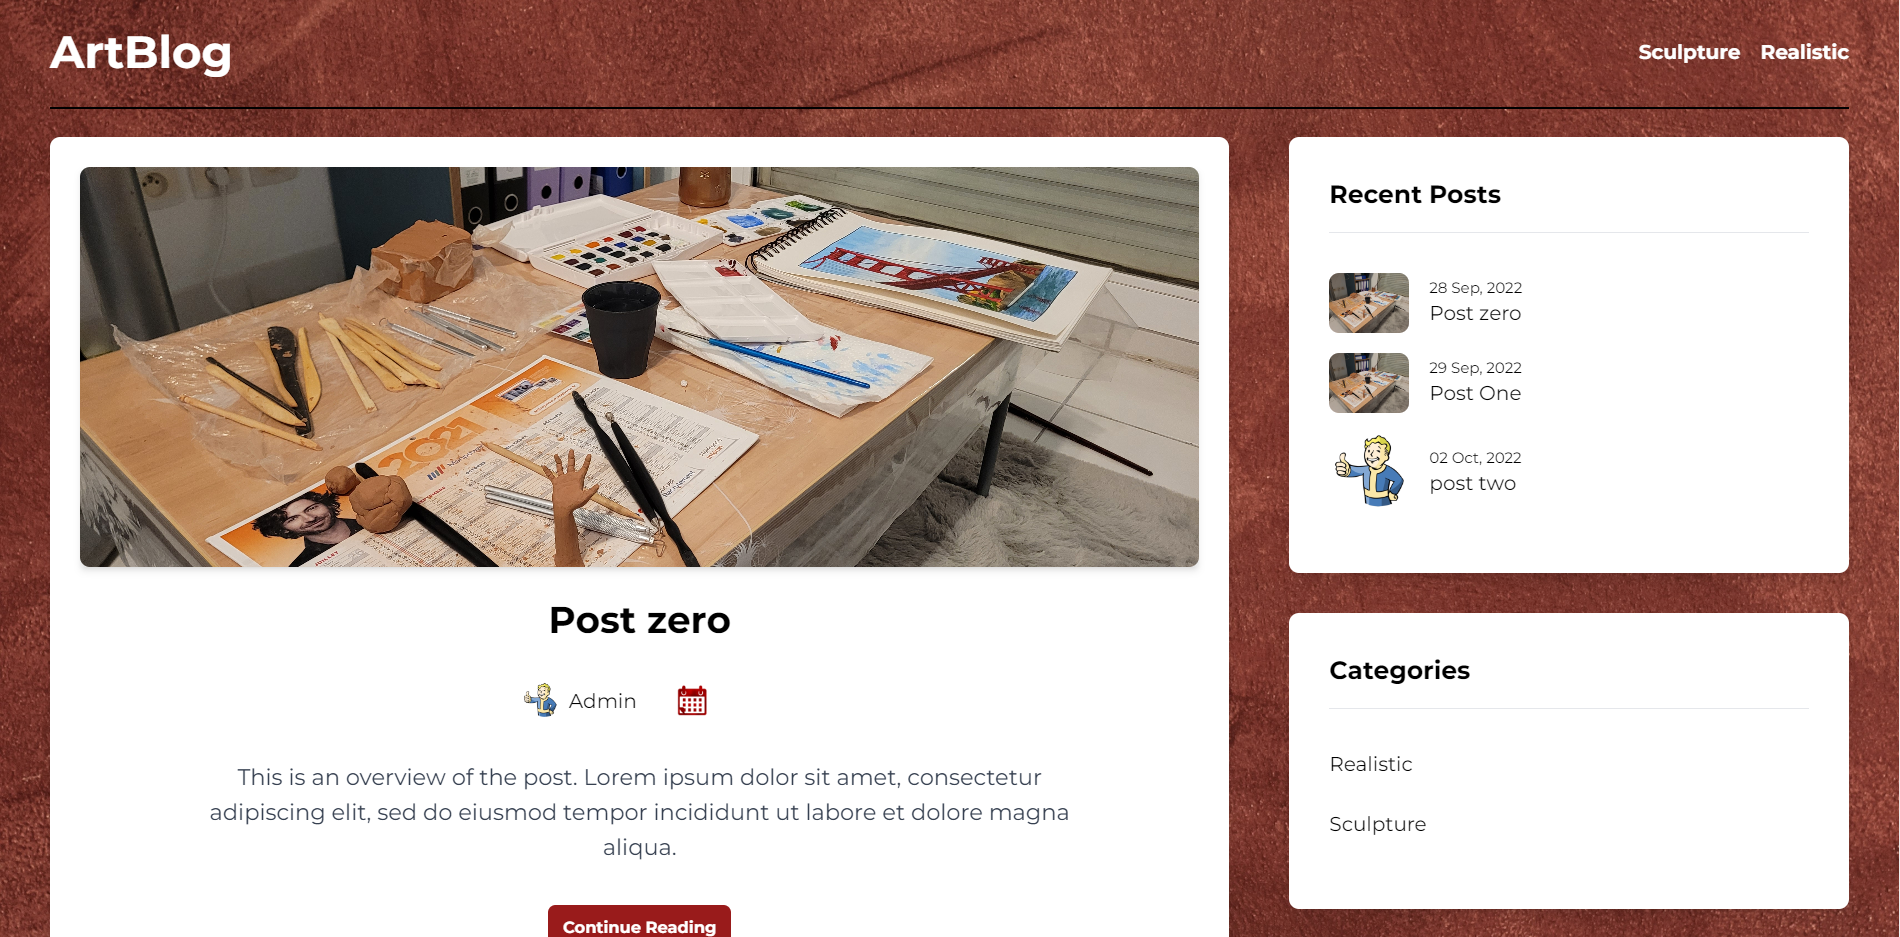 ArtBlog
Sculpture Realistic
2021
Post zero
Admin
This is an overview of the post. Lorem ipsum dolor sit amet, consectetur
adipiscing elit, sed do eiusmod tempor incididunt ut labore et dolore magna
aliqua.
Continue Reading
Recent Posts
28 Sep, 2022
Post zero
29 Sep, 2022
Post One
02 Oct, 2022
post two
Categories
Realistic
Sculpture